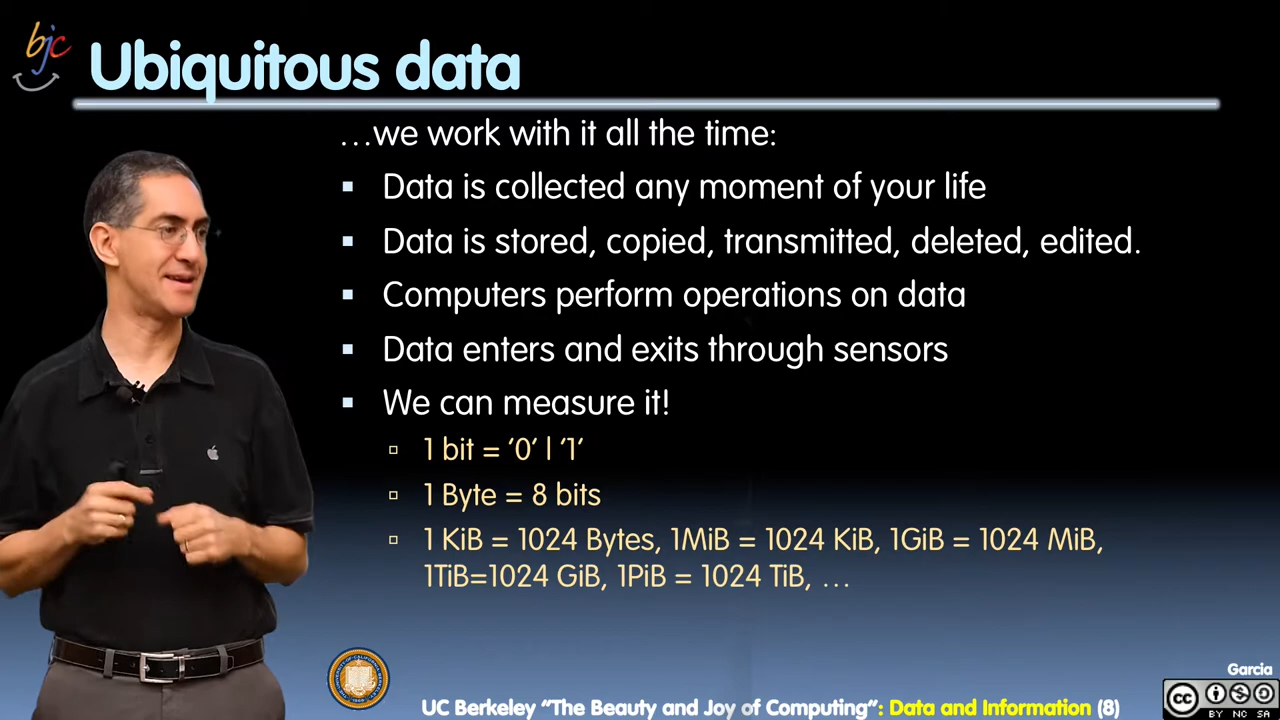 bjc
Ubiquitous data
…we work with it all the time:
▪ Data is collected any moment of your life
▪ Data is stored, copied, transmitted, deleted, edited.
▪ Computers perform operations on data
▪ Data enters and exits through sensors
▪ We can measure it!
▫ 1 bit = ‘0’ | ‘1’
▫ 1 Byte = 8 bits
▫ 1 KiB = 1024 Bytes, 1MiB = 1024 KiB, 1GiB = 1024 MiB,
1TiB=1024 GiB, 1PiB = 1024 TiB, …
Garcia
UC Berkeley “The Beauty and Joy of Computing”: Data and Information (8)
cc
BY NC SA